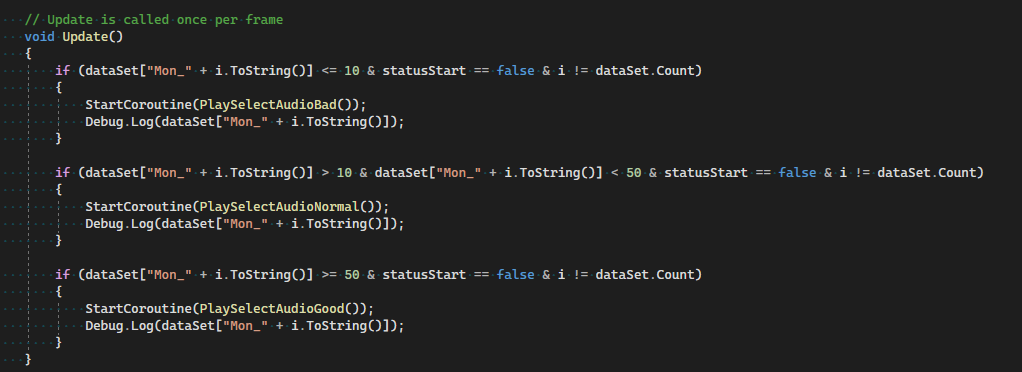 // Update is called once per frame
void Update()
{
if (dataSet["Mon_" + i.ToString()] <= 10 & statusStart == false & i != dataSet.Count)
{
StartCoroutine(PlaySelectAudioBad());
Debug.Log(dataSet["Mon_" + i.ToString()]);
}
if (dataSet["Mon_" + i.ToString()] > 10 & dataSet["Mon_" + i.ToString()] < 50 & statusStart == false & i != dataSet.Count)
{
StartCoroutine(PlaySelectAudioNormal());
Debug.Log(dataSet["Mon_" + i.ToString()]);
}
if (dataSet["Mon_" + i.ToString()] >= 50 & statusStart == false & i != dataSet.Count)
{
StartCoroutine(PlaySelectAudioGood());
Debug.Log(dataSet["Mon_" + i.ToString()]);
}
}